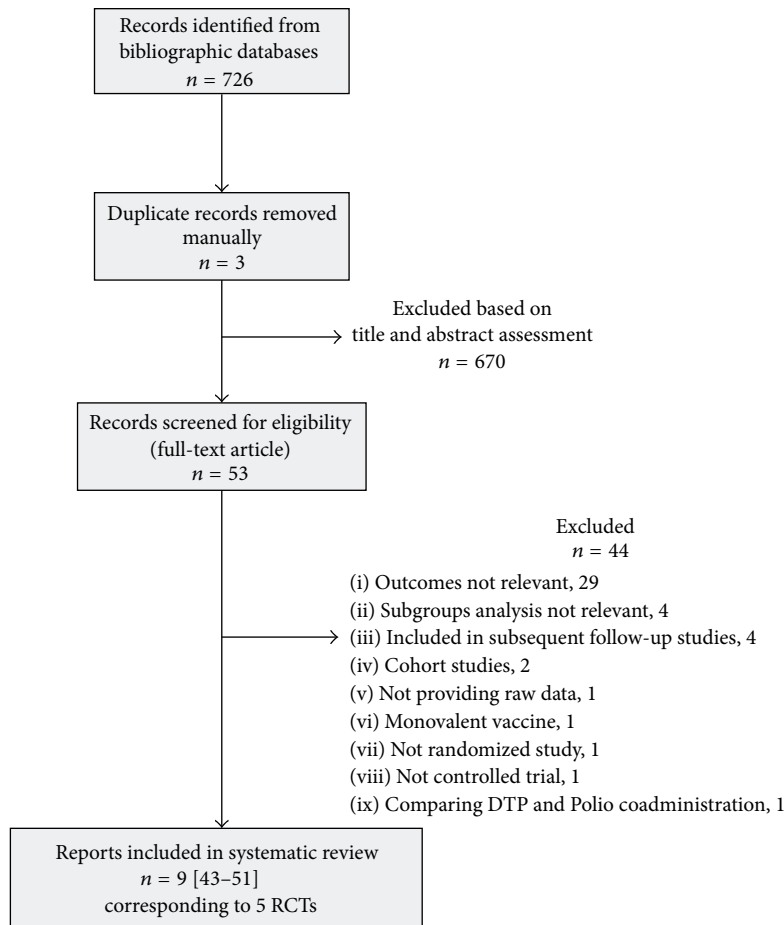 Records identified from
bibliographic databases
n = 726
Duplicate records removed
manually
n = 3
Excluded based on
title and abstract assessment
n = 670
Records screened for eligibility
(full-text article)
n = 53
Excluded
n = 44
(i) Outcomes not relevant, 29
(ii) Subgroups analysis not relevant, 4
(iii) Included in subsequent follow-up studies, 4
(iv) Cohort studies, 2
(v) Not providing raw data, 1
(vi) Monovalent vaccine, 1
(vii) Not randomized study, 1
(viii) Not controlled trial, 1
(ix) Comparing DTP and Polio coadministration, 1
Reports included in systematic review
n = 9 [43–51]
corresponding to 5 RCTs